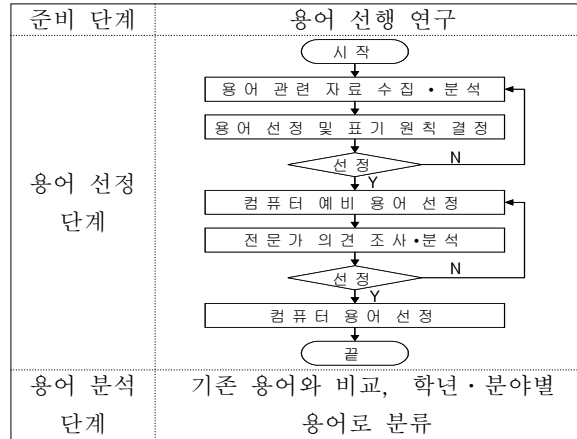 준비 단계
용어 선행 연구
용어 선정
단계
시 작
용 어 관 련 자 료 수 집 • 분 석
용 어 선 정 및 표 기 원 칙 결 정
선 정
N
Y
컴 퓨 터 예 비 용 어 선 정
전 문 가 의 견 조 사 • 분 석
선 정
N
Y
컴 퓨 터 용 어 선 정
끝
용어 분석
단계
기존 용어와 비교, 학년·분야별
용어로 분류